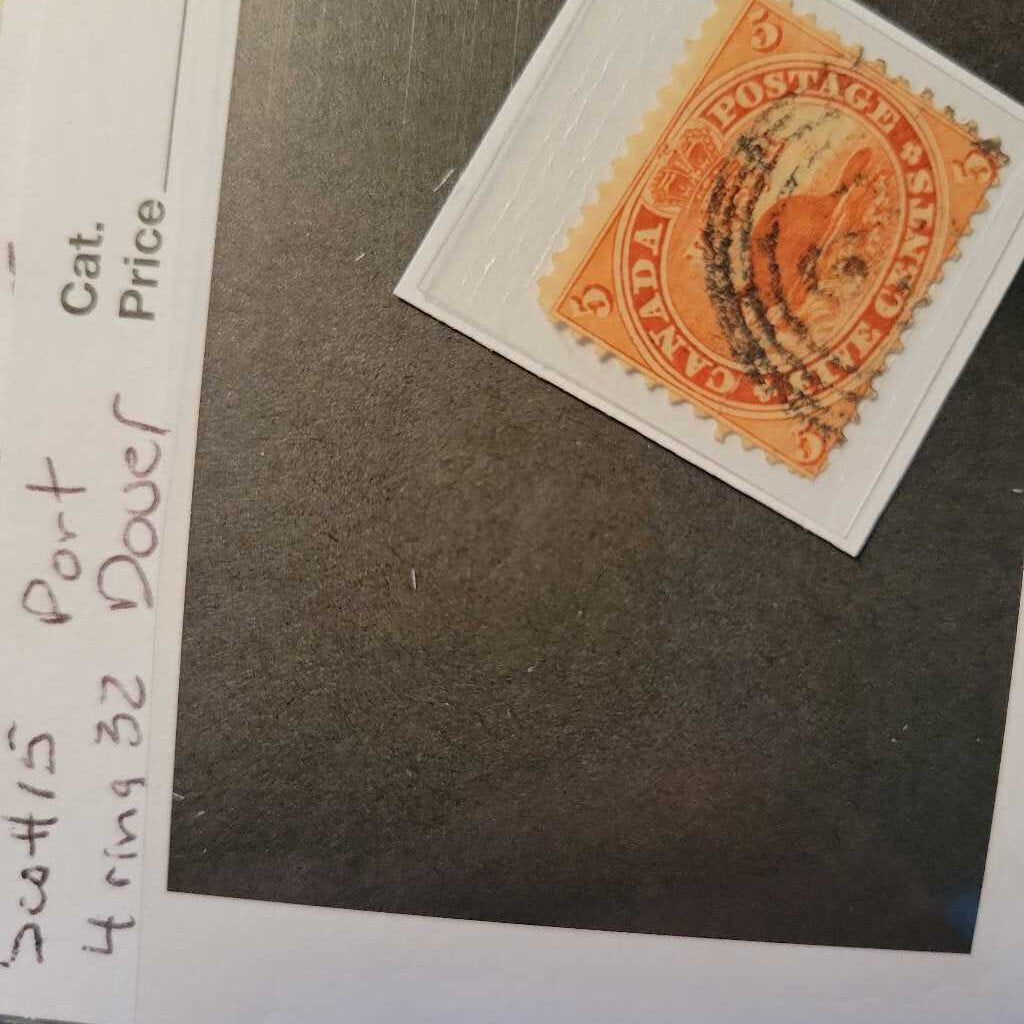 Scott 15 Port
4 ring 32 Dover
Cat.
Price
5
5
5
5
CANADA POSTAGE
FIVE CENTS